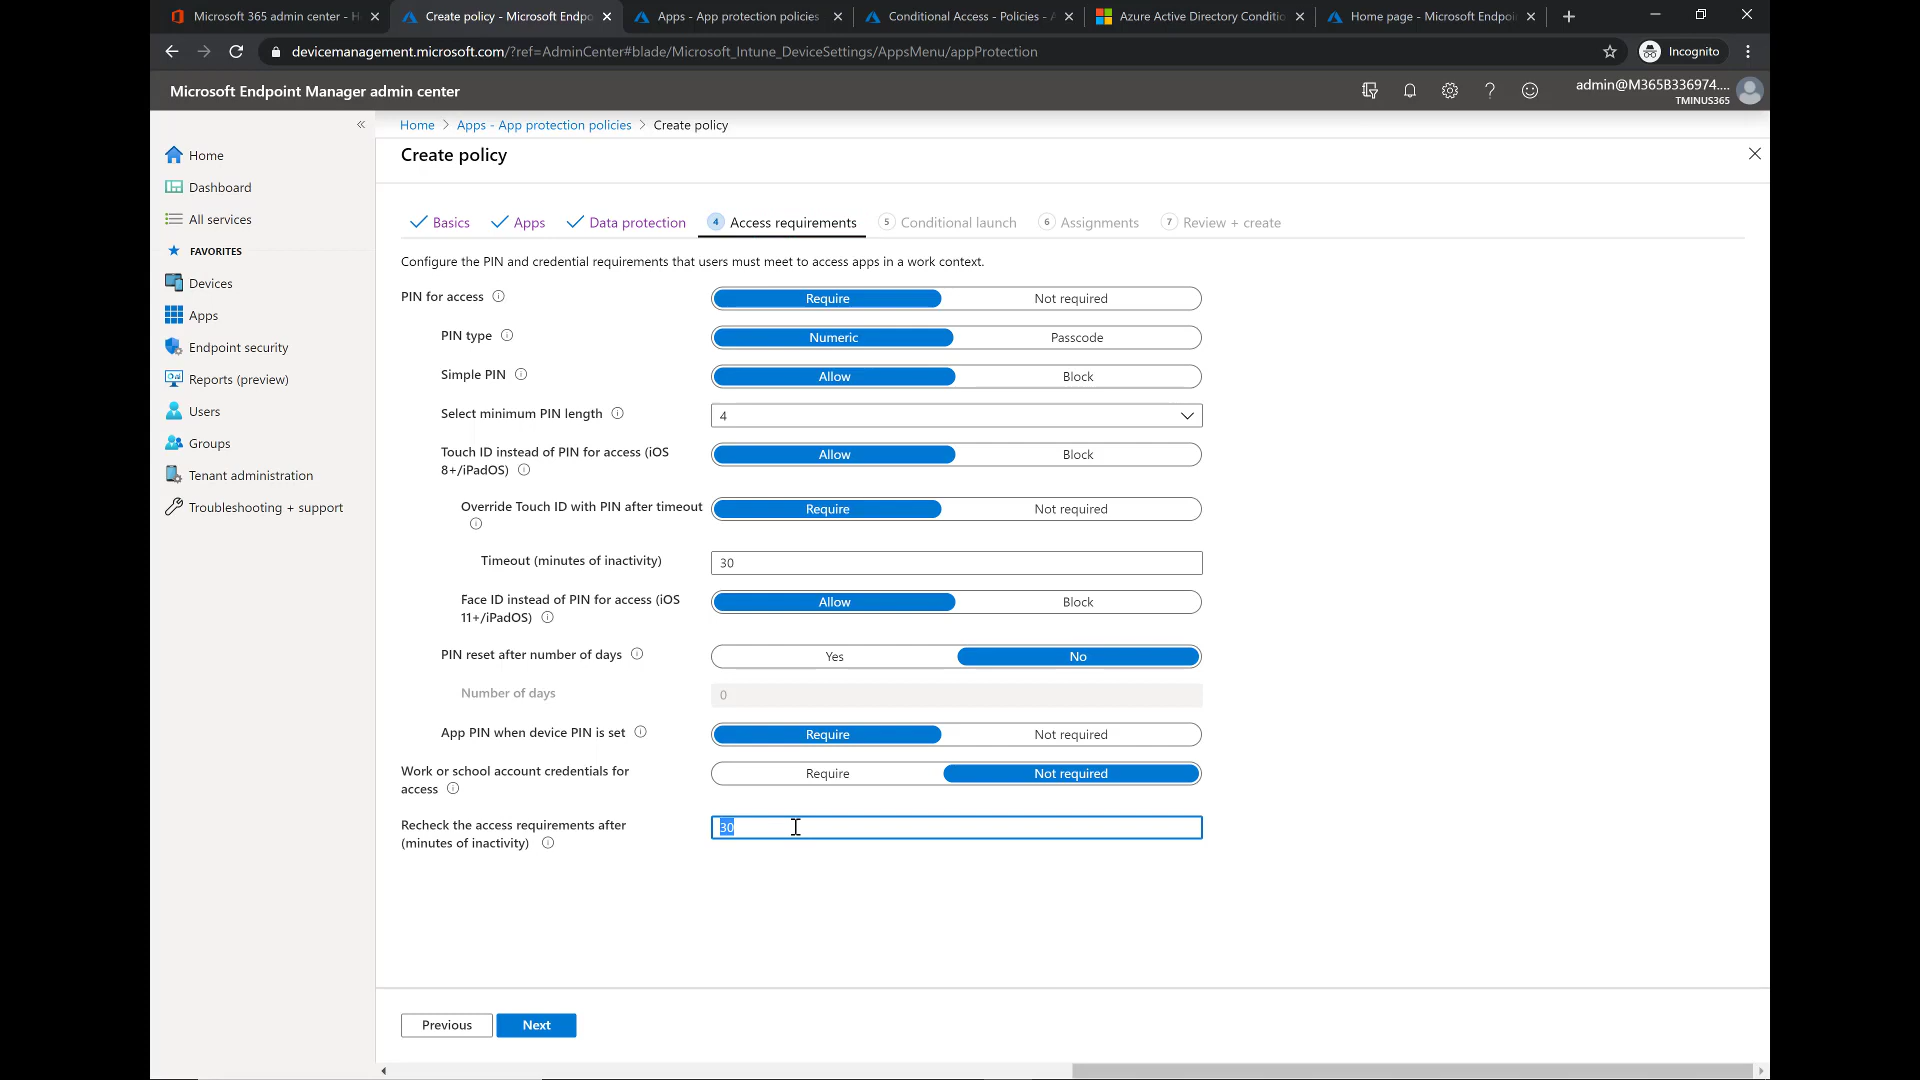 Microsoft 365 admin center - H
Create policy - Microsoft Endpo
Apps - App protection policies
Conditional Access - Policies - A
Azure Active Directory Conditio
Home page - Microsoft Endpoi
devicemanagement.microsoft.com/?ref=AdminCenter#blade/Microsoft_Intune_DeviceSettings/AppsMenu/appProtection
Incognito
Microsoft Endpoint Manager admin center
admin@M365B336974....
TMINUS365
Home
Dashboard
All services
FAVORITES
Devices
Apps
Endpoint security
Reports (preview)
Users
Groups
Tenant administration
Troubleshooting + support
Home > Apps - App protection policies > Create policy
Create policy
Basics
Apps
Data protection
4 Access requirements
5 Conditional launch
6 Assignments
7 Review + create
Configure the PIN and credential requirements that users must meet to access apps in a work context.
PIN for access
Require
Not required
PIN type
Numeric
Passcode
Simple PIN
Allow
Block
Select minimum PIN length
4
Touch ID instead of PIN for access (iOS
8+/iPadOS)
Allow
Block
Override Touch ID with PIN after timeout
Require
Not required
Timeout (minutes of inactivity)
30
Face ID instead of PIN for access (iOS
11+/iPadOS)
Allow
Block
PIN reset after number of days
Yes
No
Number of days
0
App PIN when device PIN is set
Require
Not required
Work or school account credentials for
access
Require
Not required
Recheck the access requirements after
(minutes of inactivity)
30
Previous
Next